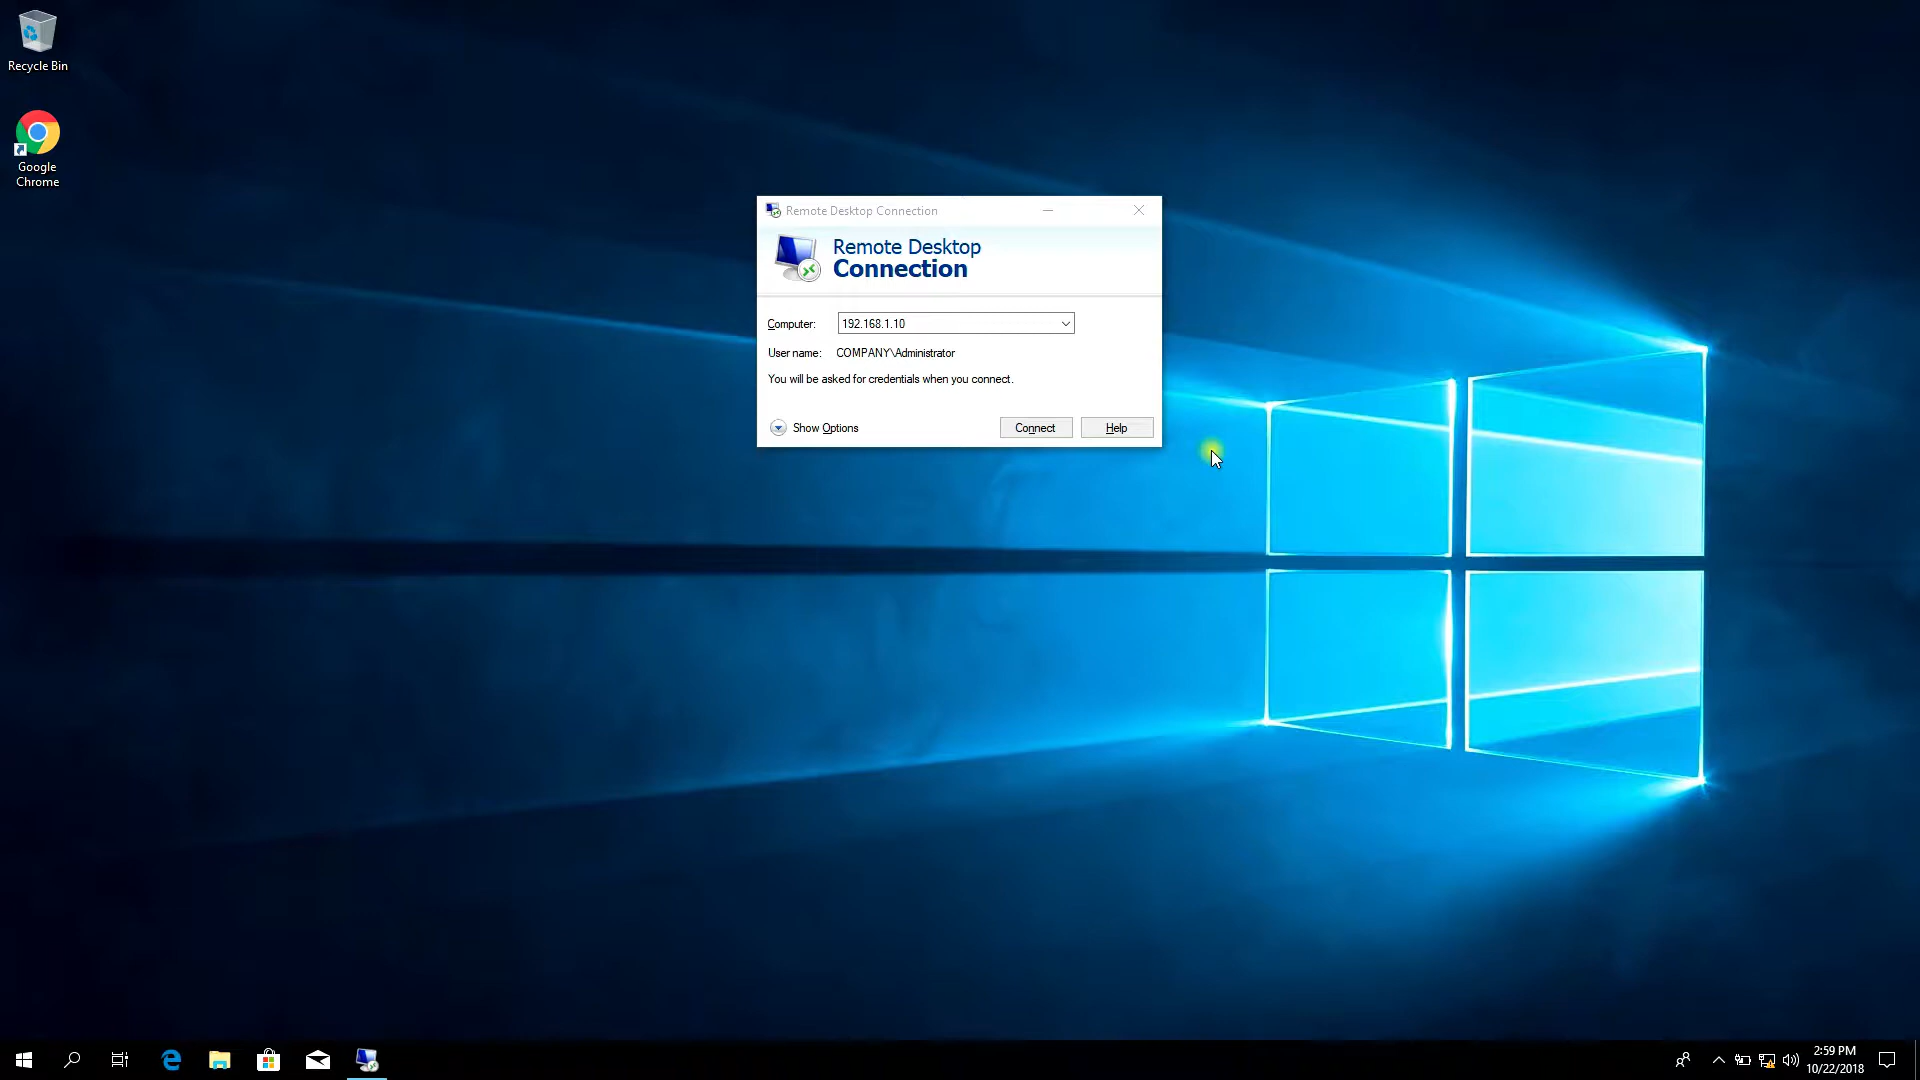 Recycle Bin
Google
Chrome
Remote Desktop Connection
Remote Desktop
Connection
Computer: 192.168.1.10
User name: COMPANY\Administrator
You will be asked for credentials when you connect.
Show Options Connect Help
2:59 PM
10/22/2018